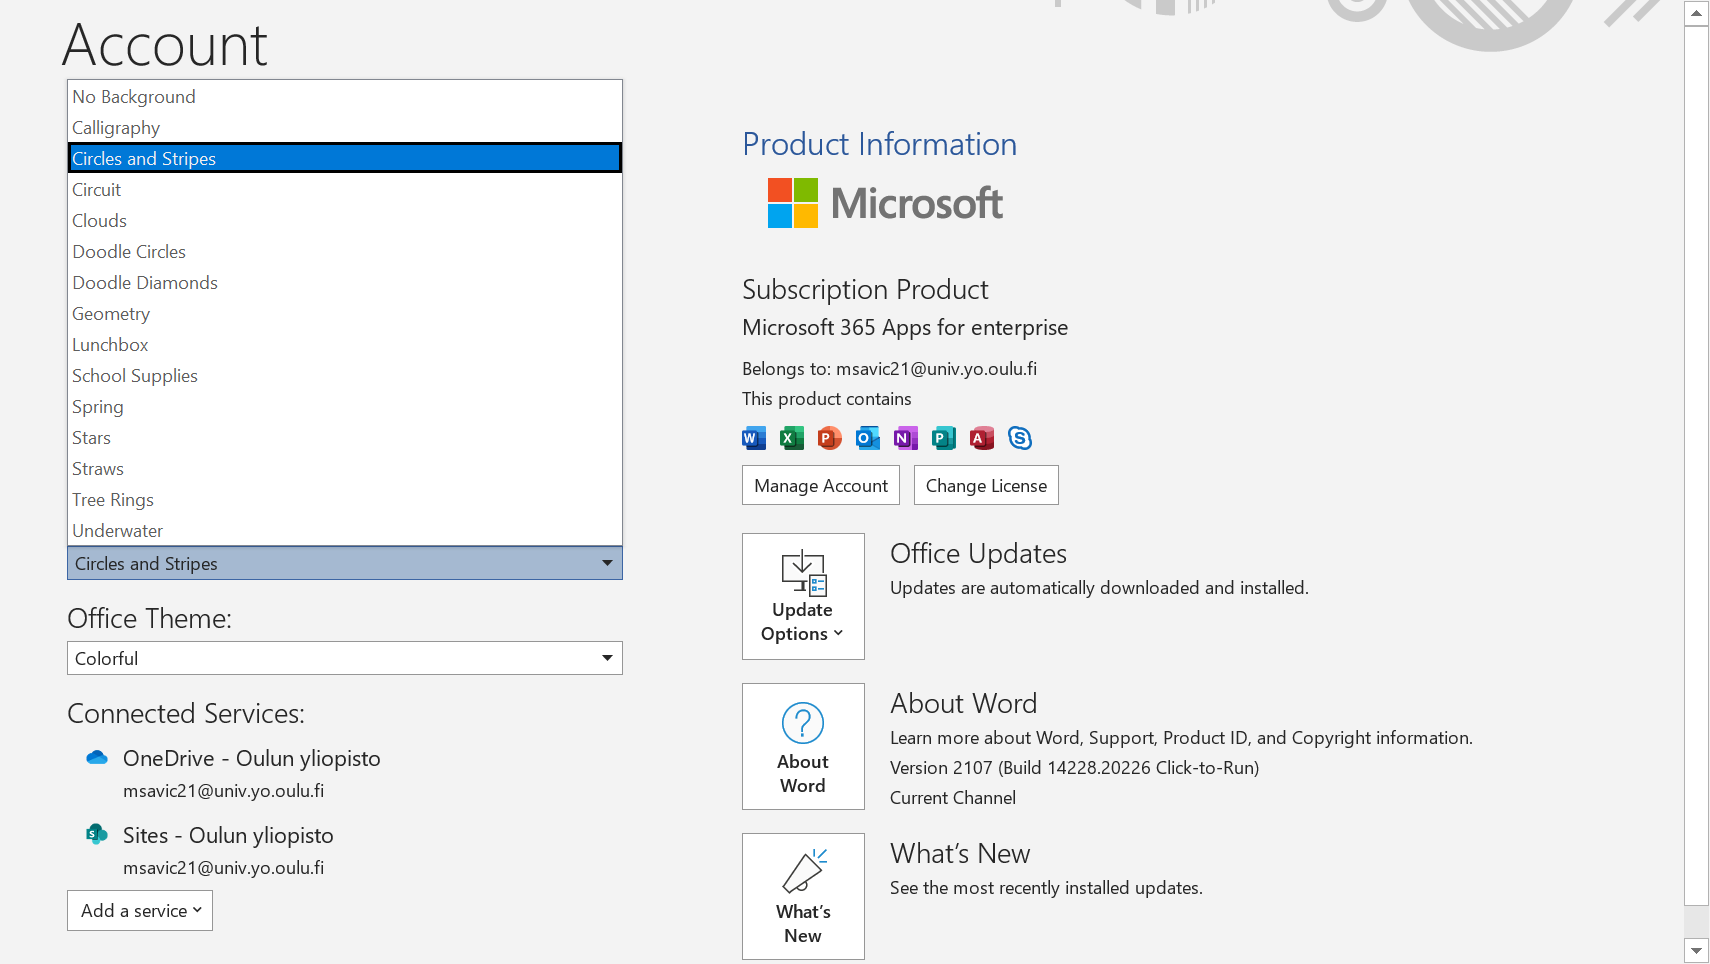 Account
No Background
Calligraphy
Circles and Stripes
Circuit
Clouds
Doodle Circles
Doodle Diamonds
Geometry
Lunchbox
School Supplies
Spring
Stars
Straws
Tree Rings
Underwater
Circles and Stripes
Office Theme:
Colorful
Connected Services:
OneDrive - Oulun yliopisto
msavic21@univ.yo.oulu.fi
Sites - Oulun yliopisto
msavic21@univ.yo.oulu.fi
Add a service
Product Information
Microsoft
Subscription Product
Microsoft 365 Apps for enterprise
Belongs to: msavic21@univ.yo.oulu.fi
This product contains
W X P O N P A S
Manage Account Change License
Update
Options
Office Updates
Updates are automatically downloaded and installed.
About
Word
About Word
Learn more about Word, Support, Product ID, and Copyright information.
Version 2107 (Build 14228.20226 Click-to-Run)
Current Channel
What's
New
What's New
See the most recently installed updates.